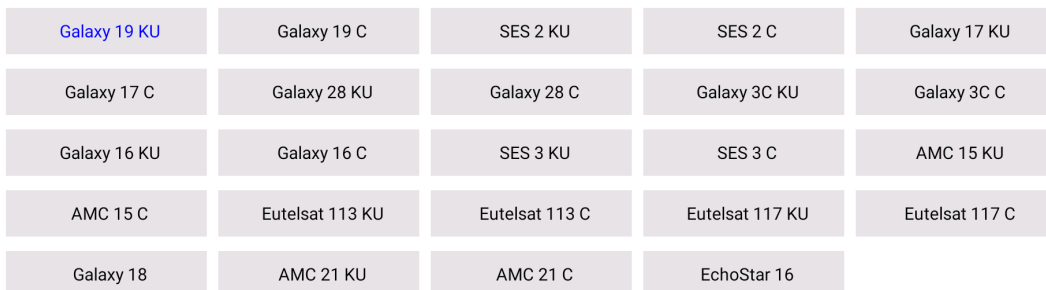 Galaxy 19 KU Galaxy 19 C SES 2 KU SES 2 C Galaxy 17 KU
Galaxy 17 C Galaxy 28 KU Galaxy 28 C Galaxy 3C KU Galaxy 3C C
Galaxy 16 KU Galaxy 16 C SES 3 KU SES 3 C AMC 15 KU
AMC 15 C Eutelsat 113 KU Eutelsat 113 C Eutelsat 117 KU Eutelsat 117 C
Galaxy 18 AMC 21 KU AMC 21 C EchoStar 16